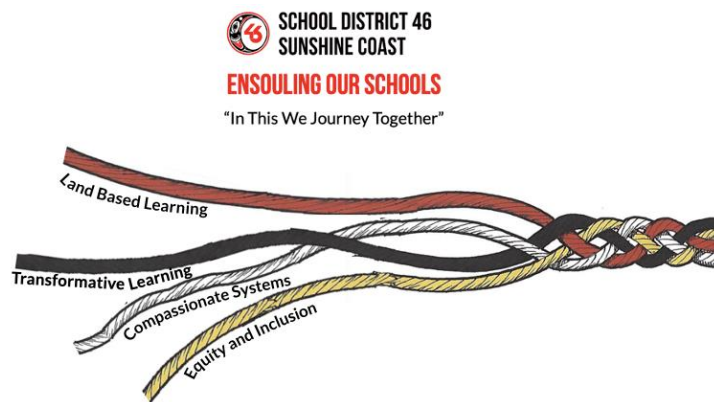 46
SCHOOL DISTRICT 46
SUNSHINE COAST
ENSOULING OUR SCHOOLS
“In This We Journey Together”
Land Based Learning
Transformative Learning
Compassionate Systems
Equity and Inclusion